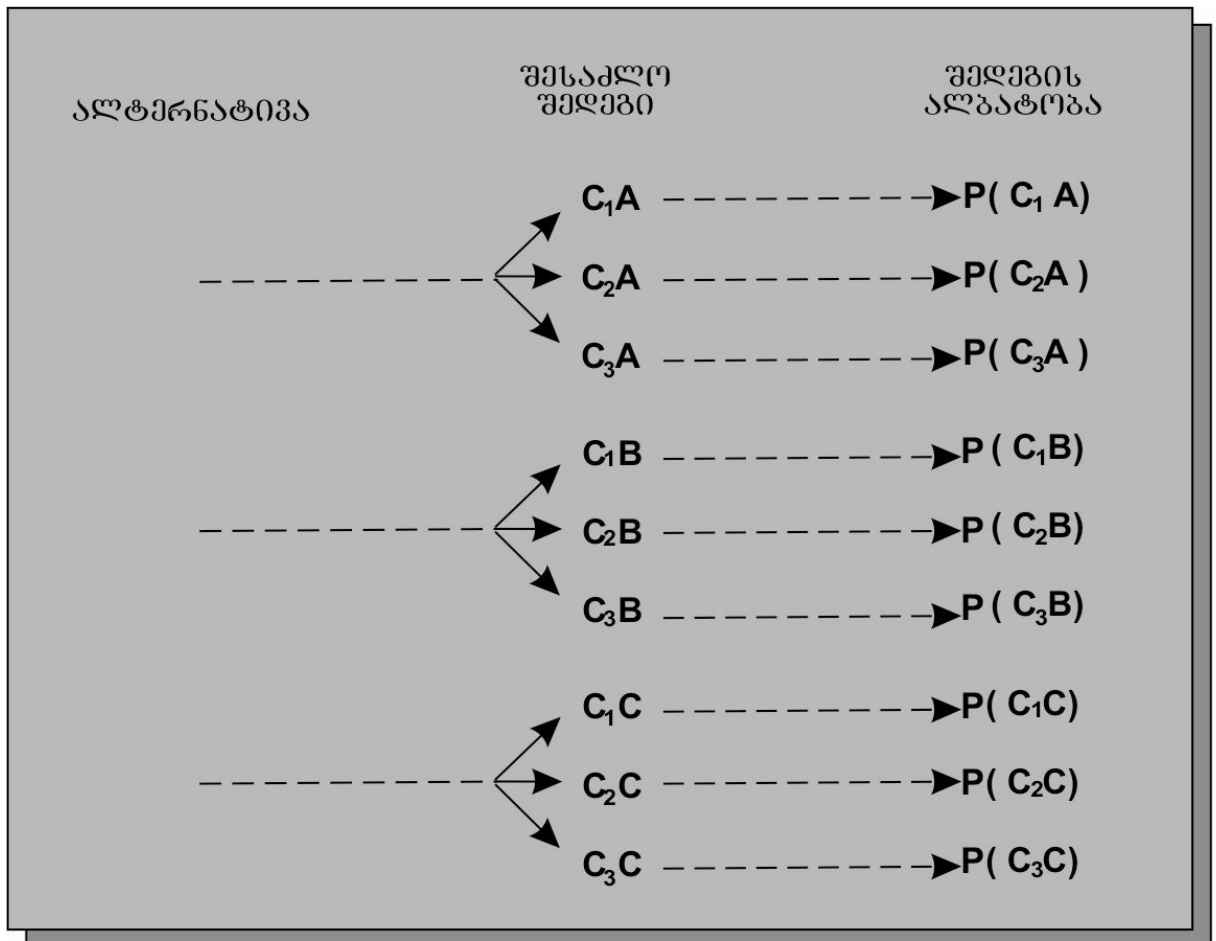 ალტერნატივა
შესაძლო
შედეგი
შედეგის
ალბატობა
C₁A P( C₁ A)
C₂A P( C₂A )
C₃A P( C₃A )
C₁B P ( C₁B)
C₂B P ( C₂B)
C₃B P ( C₃B)
C₁C P( C₁C)
C₂C P( C₂C)
C₃C P( C₃C)